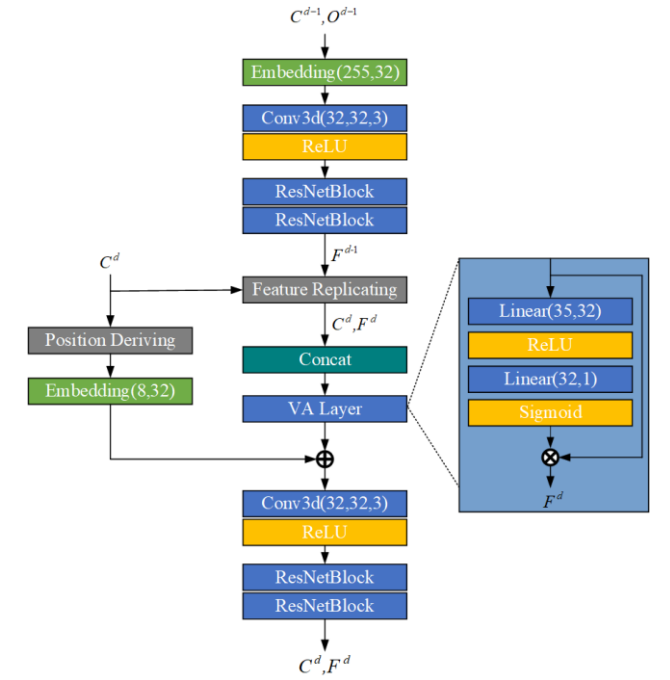 C^{d-1}, O^{d-1}
Embedding(255,32)
Conv3d(32,32,3)
ReLU
ResNetBlock
ResNetBlock
F^{d-1}
C^d
Feature Replicating
C^d, F^d
Position Deriving
Concat
Embedding(8,32)
VA Layer
Linear(35,32)
ReLU
Linear(32,1)
Sigmoid
F^d
Conv3d(32,32,3)
ReLU
ResNetBlock
ResNetBlock
C^d, F^d